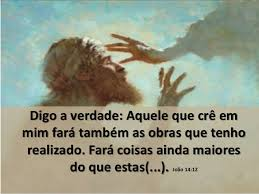 Digo a verdade: Aquele que crê em
mim fará também as obras que tenho
realizado. Fará coisas ainda maiores
do que estas(...). João 14:12